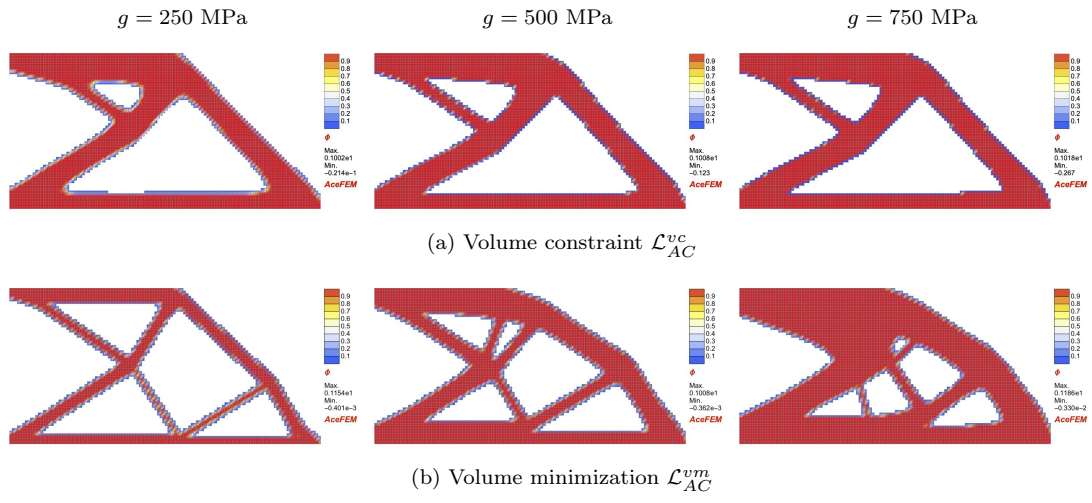 g = 250 MPa g = 500 MPa g = 750 MPa
0.9
0.8
0.7
0.6
0.5
0.4
0.3
0.2
0.1
ϕ
Max.
0.1002e1
Min.
−0.214e−1
AceFEM
0.9
0.8
0.7
0.6
0.5
0.4
0.3
0.2
0.1
ϕ
Max.
0.1008e1
Min.
−0.123
AceFEM
0.9
0.8
0.7
0.6
0.5
0.4
0.3
0.2
0.1
ϕ
Max.
0.1018e1
Min.
−0.267
AceFEM
(a) Volume constraint $\mathcal{L}_{AC}^{vc}$
0.9
0.8
0.7
0.6
0.5
0.4
0.3
0.2
0.1
ϕ
Max.
0.1154e1
Min.
−0.401e−3
AceFEM
0.9
0.8
0.7
0.6
0.5
0.4
0.3
0.2
0.1
ϕ
Max.
0.1008e1
Min.
−0.362e−3
AceFEM
0.9
0.8
0.7
0.6
0.5
0.4
0.3
0.2
0.1
ϕ
Max.
0.1186e1
Min.
−0.330e−2
AceFEM
(b) Volume minimization $\mathcal{L}_{AC}^{vm}$